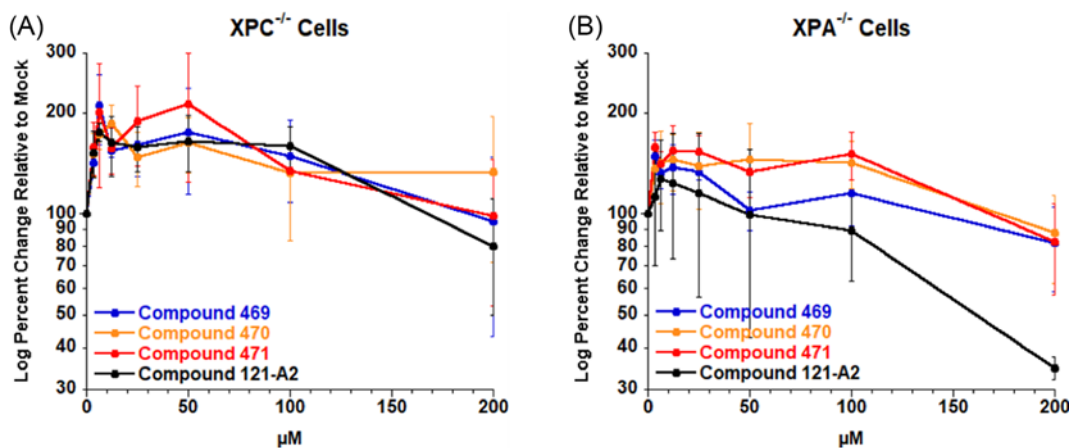 (A)
XPC-/- Cells
Log Percent Change Relative to Mock
300
200
100
90
80
70
60
50
40
30
Compound 469
Compound 470
Compound 471
Compound 121-A2
0
50
100
150
200
µM
(B)
XPA-/- Cells
Log Percent Change Relative to Mock
300
200
100
90
80
70
60
50
40
30
Compound 469
Compound 470
Compound 471
Compound 121-A2
0
50
100
150
200
µM